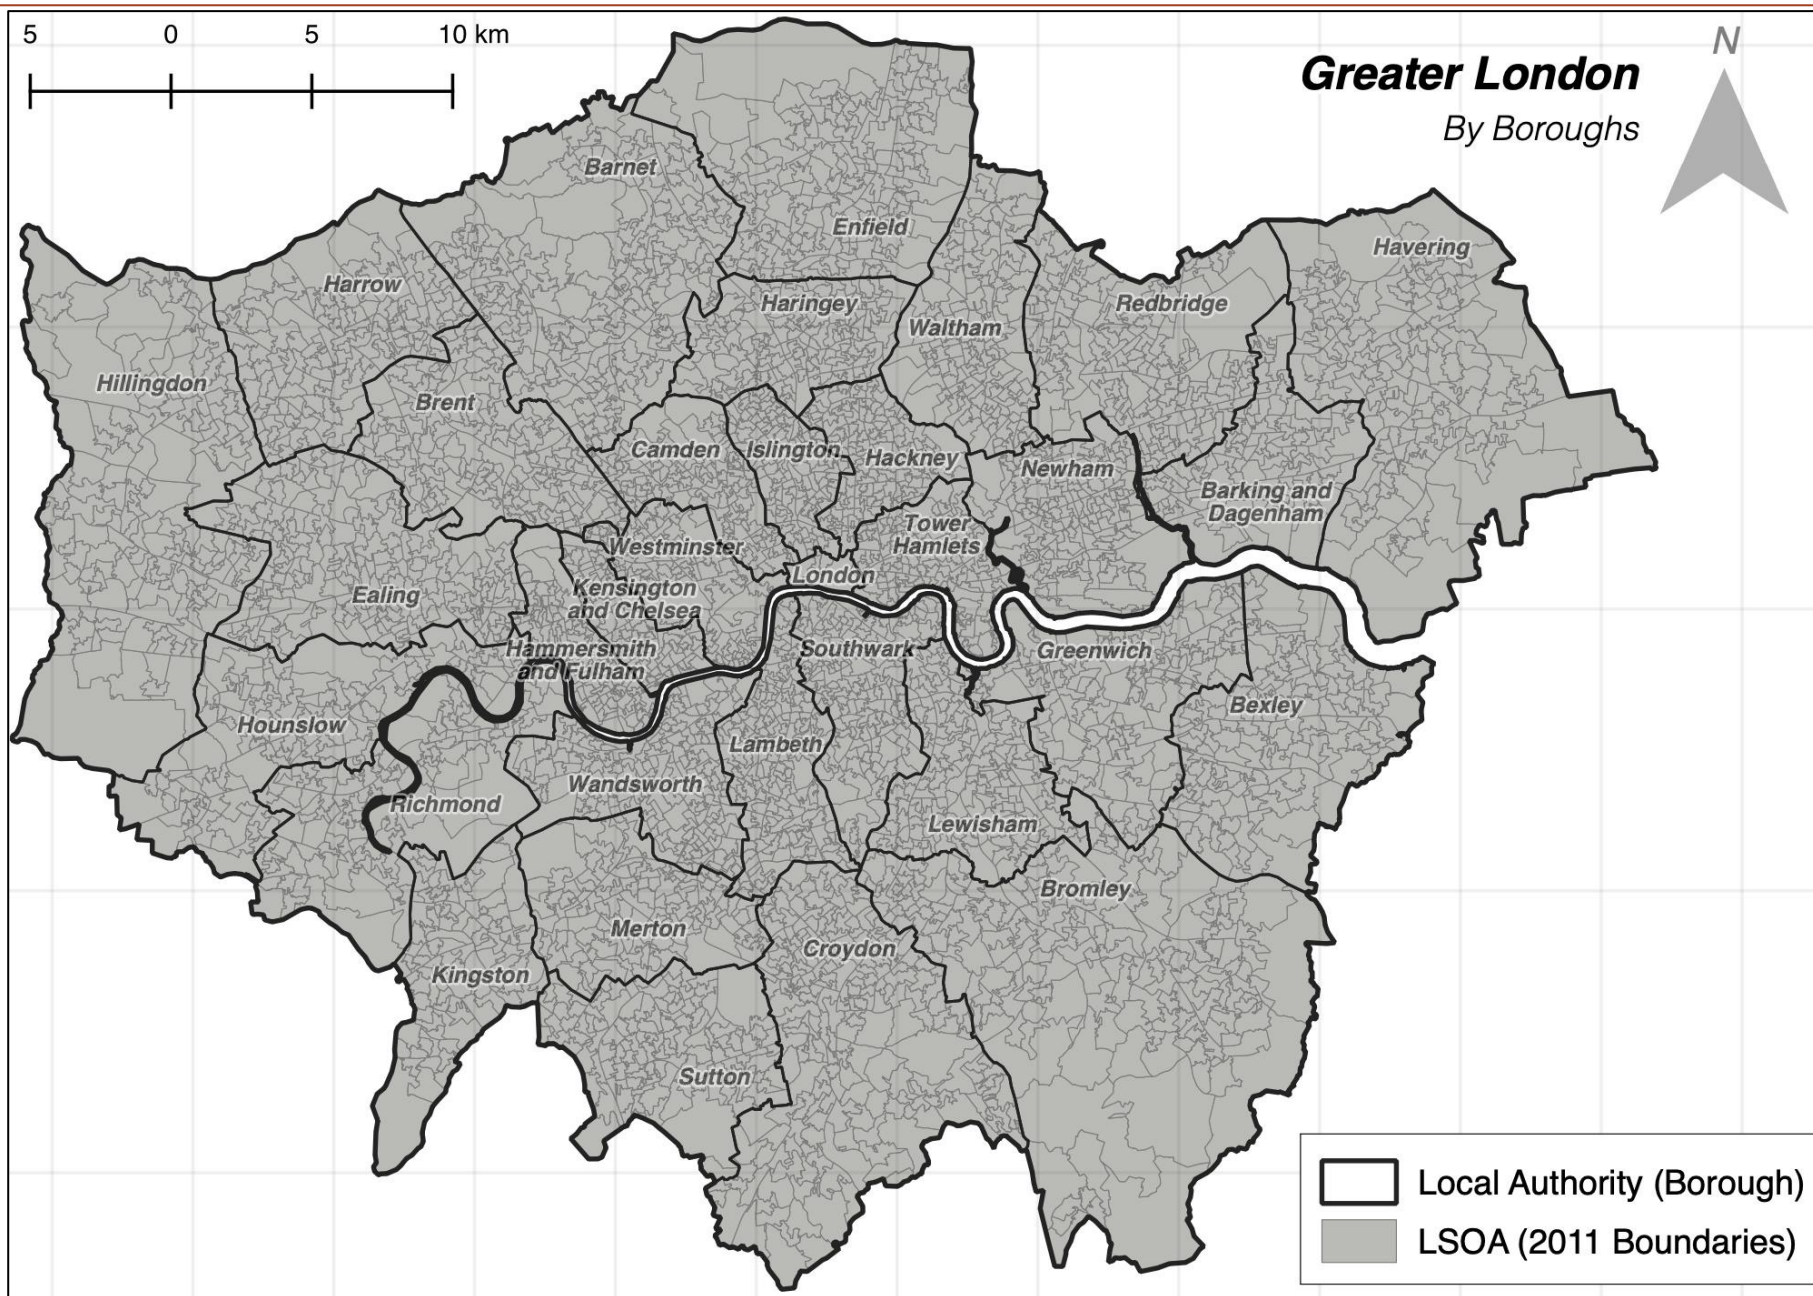 5 0 5 10 km
N
Greater London
By Boroughs
Barnet
Enfield
Havering
Harrow
Haringey
Redbridge
Waltham
Hillingdon
Brent
Camden
Islington
Hackney
Newham
Barking and
Dagenham
Tower
Hamlets
Westminster
London
Kensington
and Chelsea
Ealing
Hammersmith
and Fulham
Southwark
Greenwich
Bexley
Hounslow
Lambeth
Wandsworth
Richmond
Lewisham
Bromley
Merton
Croydon
Kingston
Sutton
Local Authority (Borough)
LSOA (2011 Boundaries)